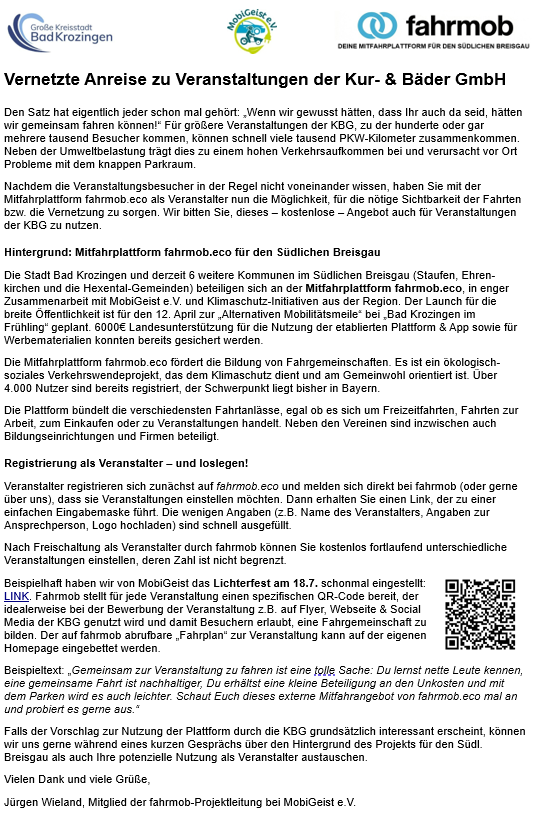 Große Kreisstadt
Bad Krozingen
MobiGeist e.V.
fahrmob
DEINE MITFAHRPLATTFORM FÜR DEN SÜDLICHEN BREISGAU
Vernetzte Anreise zu Veranstaltungen der Kur- & Bäder GmbH
Den Satz hat eigentlich jeder schon mal gehört: „Wenn wir gewusst hätten, dass Ihr auch da seid, hätten
wir gemeinsam fahren können!“ Für größere Veranstaltungen der KBG, zu der hunderte oder gar
mehrere tausend Besucher kommen, können schnell viele tausend PKW-Kilometer zusammenkommen.
Neben der Umweltbelastung trägt dies zu einem hohen Verkehrsaufkommen bei und verursacht vor Ort
Probleme mit dem knappen Parkraum.
Nachdem die Veranstaltungsbesucher in der Regel nicht voneinander wissen, haben Sie mit der
Mitfahrplattform fahrmob.eco als Veranstalter nun die Möglichkeit, für die nötige Sichtbarkeit der Fahrten
bzw. die Vernetzung zu sorgen. Wir bitten Sie, dieses – kostenlose – Angebot auch für Veranstaltungen
der KBG zu nutzen.
Hintergrund: Mitfahrplattform fahrmob.eco für den Südlichen Breisgau
Die Stadt Bad Krozingen und derzeit 6 weitere Kommunen im Südlichen Breisgau (Staufen, Ehren-
kirchen und die Hexental-Gemeinden) beteiligen sich an der Mitfahrplattform fahrmob.eco, in enger
Zusammenarbeit mit MobiGeist e.V. und Klimaschutz-Initiativen aus der Region. Der Launch für die
breite Öffentlichkeit ist für den 12. April zur „Alternativen Mobilitätsmeile“ bei „Bad Krozingen im
Frühling“ geplant. 6000€ Landesunterstützung für die Nutzung der etablierten Plattform & App sowie für
Werbematerialien konnten bereits gesichert werden.
Die Mitfahrplattform fahrmob.eco fördert die Bildung von Fahrgemeinschaften. Es ist ein ökologisch-
soziales Verkehrswendeprojekt, das dem Klimaschutz dient und am Gemeinwohl orientiert ist. Über
4.000 Nutzer sind bereits registriert, der Schwerpunkt liegt bisher in Bayern.
Die Plattform bündelt die verschiedensten Fahrtanlässe, egal ob es sich um Freizeitfahrten, Fahrten zur
Arbeit, zum Einkaufen oder zu Veranstaltungen handelt. Neben den Vereinen sind inzwischen auch
Bildungseinrichtungen und Firmen beteiligt.
Registrierung als Veranstalter – und loslegen!
Veranstalter registrieren sich zunächst auf fahrmob.eco und melden sich direkt bei fahrmob (oder gerne
über uns), dass sie Veranstaltungen einstellen möchten. Dann erhalten Sie einen Link, der zu einer
einfachen Eingabemaske führt. Die wenigen Angaben (z.B. Name des Veranstalters, Angaben zur
Ansprechperson, Logo hochladen) sind schnell ausgefüllt.
Nach Freischaltung als Veranstalter durch fahrmob können Sie kostenlos fortlaufend unterschiedliche
Veranstaltungen einstellen, deren Zahl ist nicht begrenzt.
Beispielhaft haben wir von MobiGeist das Lichterfest am 18.7. schonmal eingestellt:
LINK. Fahrmob stellt für jede Veranstaltung einen spezifischen QR-Code bereit, der
idealerweise bei der Bewerbung der Veranstaltung z.B. auf Flyer, Webseite & Social
Media der KBG genutzt wird und damit Besuchern erlaubt, eine Fahrgemeinschaft zu
bilden. Der auf fahrmob abrufbare „Fahrplan“ zur Veranstaltung kann auf der eigenen
Homepage eingebettet werden.
Beispieltext: „Gemeinsam zur Veranstaltung zu fahren ist eine tolle Sache: Du lernst nette Leute kennen,
eine gemeinsame Fahrt ist nachhaltiger, Du erhältst eine kleine Beteiligung an den Unkosten und mit
dem Parken wird es auch leichter. Schaut Euch dieses externe Mitfahrangebot von fahrmob.eco mal an
und probiert es gerne aus.“
Falls der Vorschlag zur Nutzung der Plattform durch die KBG grundsätzlich interessant erscheint, können
wir uns gerne während eines kurzen Gesprächs über den Hintergrund des Projekts für den Südl.
Breisgau als auch Ihre potenzielle Nutzung als Veranstalter austauschen.
Vielen Dank und viele Grüße,
Jürgen Wieland, Mitglied der fahrmob-Projektleitung bei MobiGeist e.V.